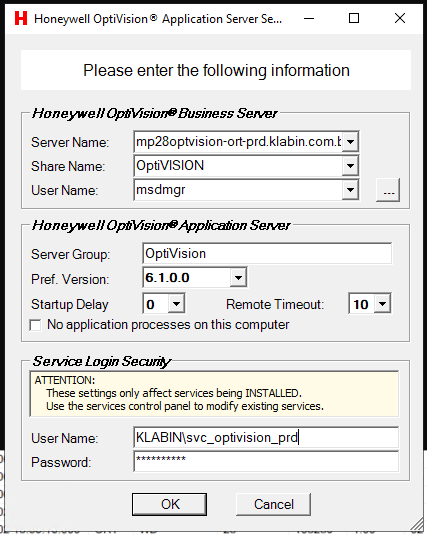 Honeywell OptiVision® Application Server Se...
Please enter the following information
Honeywell OptiVision® Business Server
Server Name: mp28optvision-ort-prd.klabin.com.b
Share Name: OptiVISION
User Name: msdmgr ...
Honeywell OptiVision® Application Server
Server Group: OptiVision
Pref. Version: 6.1.0.0
Startup Delay 0 Remote Timeout: 10
No application processes on this computer
Service Login Security
ATTENTION:
These settings only affect services being INSTALLED.
Use the services control panel to modify existing services.
User Name: KLABIN\svc_optivision_prd
Password: **********
OK Cancel